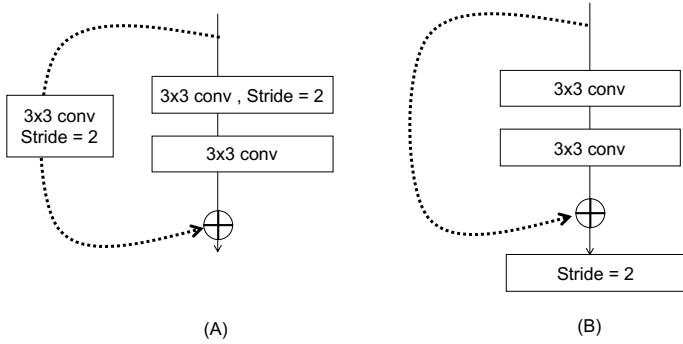 3x3 conv , Stride = 2
3x3 conv
Stride = 2
3x3 conv
(A)
3x3 conv
3x3 conv
Stride = 2
(B)